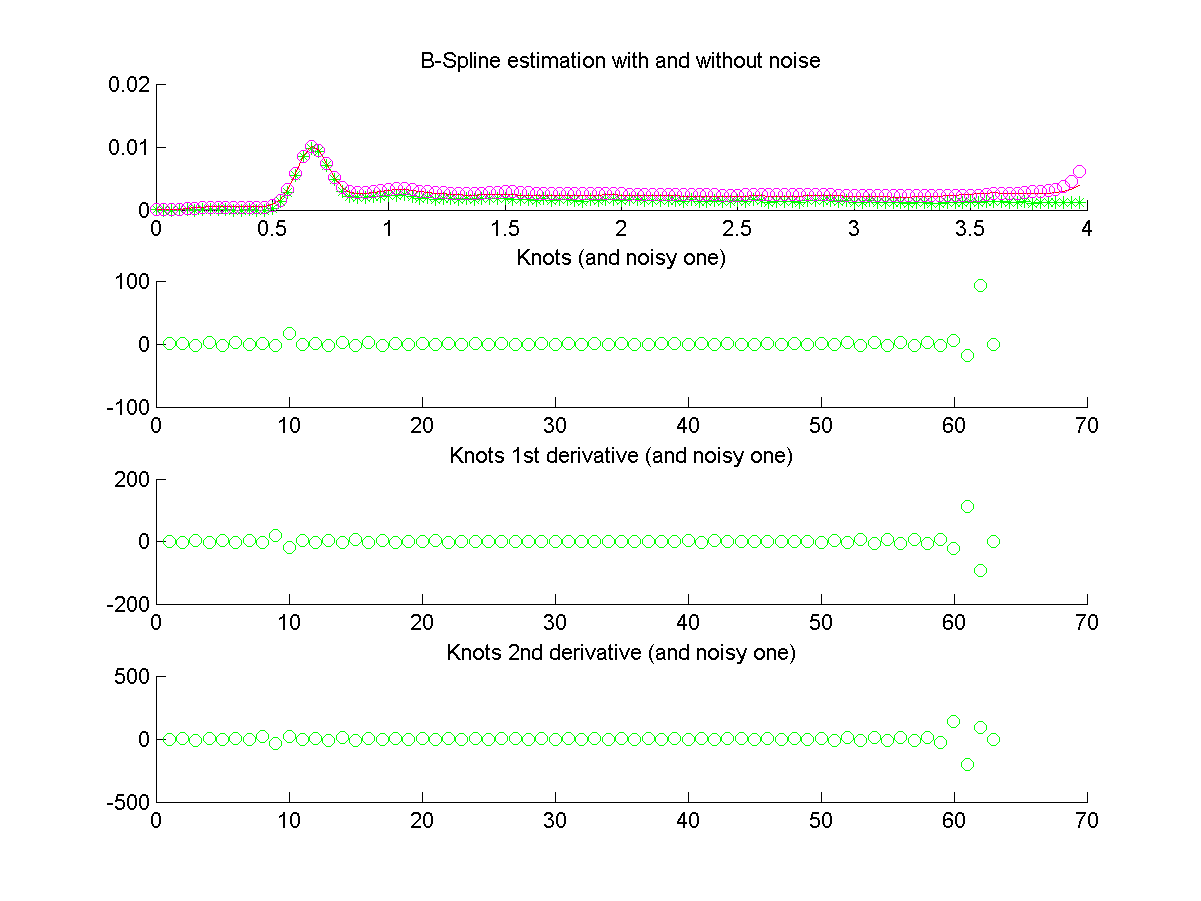 B-Spline estimation with and without noise
0.02
0.01
0
0 0.5 1 1.5 2 2.5 3 3.5 4
Knots (and noisy one)
100
0
-100
0 10 20 30 40 50 60 70
Knots 1st derivative (and noisy one)
200
0
-200
0 10 20 30 40 50 60 70
Knots 2nd derivative (and noisy one)
500
0
-500
0 10 20 30 40 50 60 70